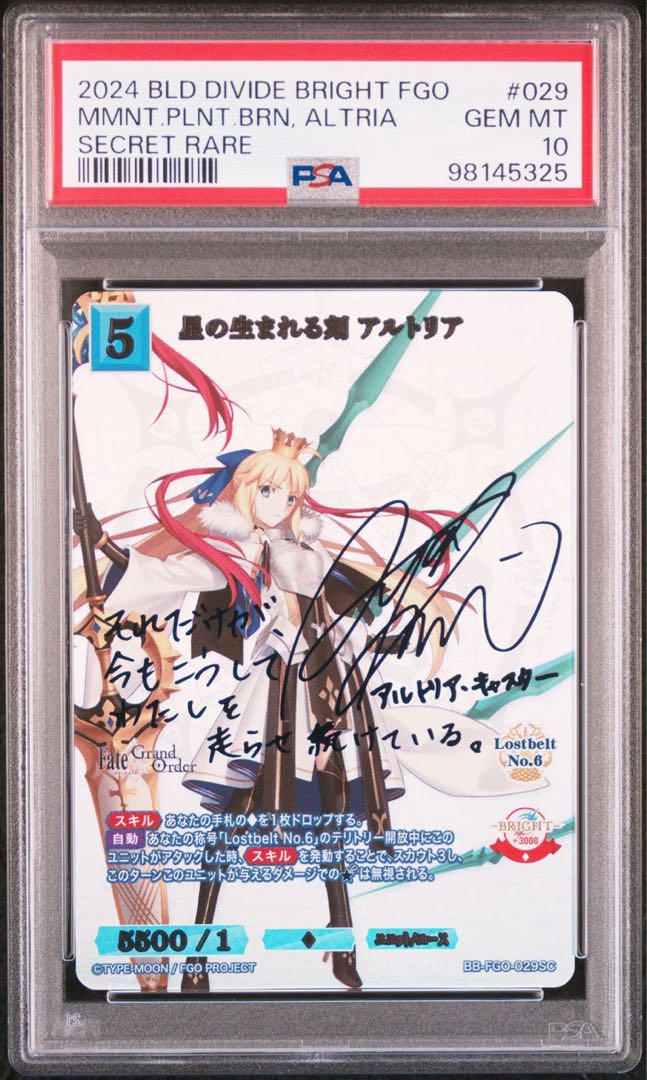 2024 BLD DIVIDE BRIGHT FGO #029
MMNT.PLNT.BRN, ALTRIA GEM MT
SECRET RARE 10
PSA 98145325
5 星の生まれる刻 アルトリア
それだけが
今もこうして、
わたしを
走らせ続けている。
アルトリア・キャスター
Fate Grand Order
Lostbelt
No.6
スキル あなたの手札の♦を1枚ドロップする。
自動 あなたの称号「Lostbelt No.6」のテリトリー開放中にこの
ユニットがアタックした時、スキル を発動することで、スカウト3し、
このターンこのユニットが与えるダメージでの★は無視される。
-BRIGHT-
3000
5500 / 1
©TYPE-MOON / FGO PROJECT
BB-FGO-029SC
PSA